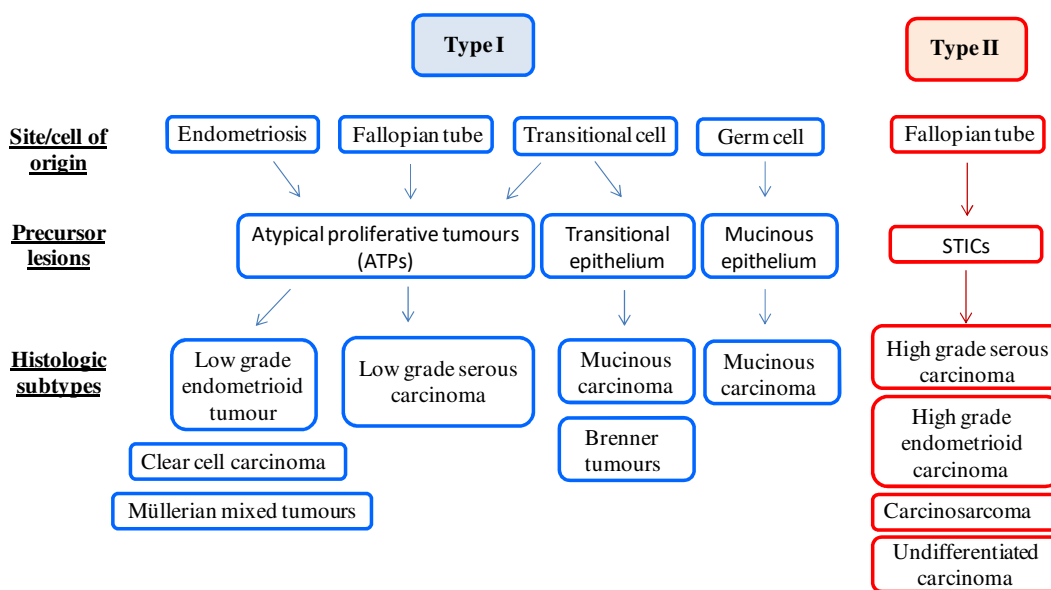 Type I
Type II
Site/cell of
origin
Endometriosis
Fallopian tube
Transitional cell
Germ cell
Fallopian tube
Precursor
lesions
Atypical proliferative tumours
(ATPs)
Transitional
epithelium
Mucinous
epithelium
STICs
Histologic
subtypes
Low grade
endometrioid
tumour
Low grade serous
carcinoma
Mucinous
carcinoma
Mucinous
carcinoma
High grade serous
carcinoma
Clear cell carcinoma
Brenner
tumours
High grade
endometrioid
carcinoma
Müllerian mixed tumours
Carcinosarcoma
Undifferentiated
carcinoma